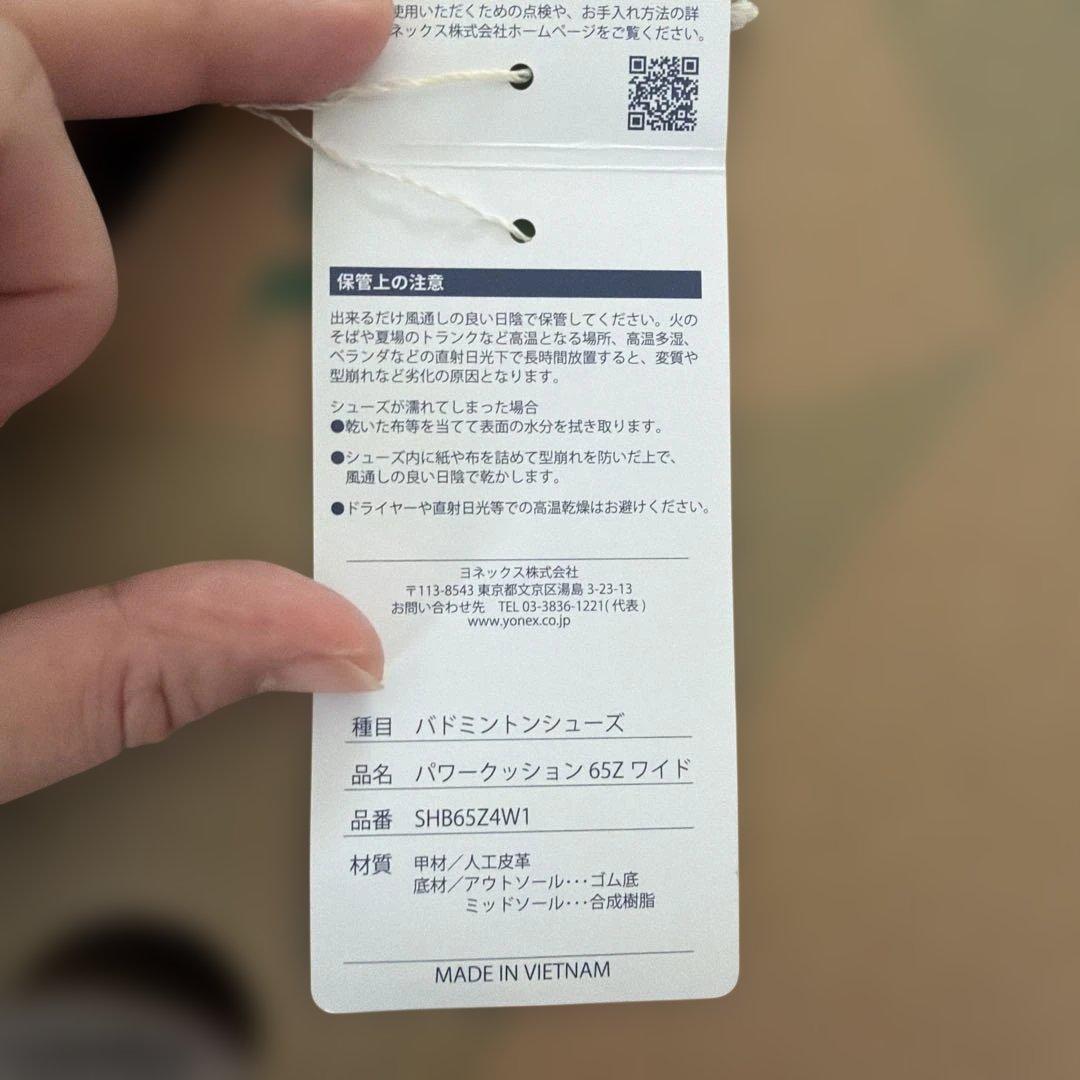 使用いただくための点検や、お手入れ方法の詳
ネックス株式会社ホームページをご覧ください。
保管上の注意
出来るだけ風通しの良い日陰で保管してください。火の
そばや夏場のトランクなど高温となる場所、高温多湿、
ベランダなどの直射日光下で長時間放置すると、変質や
型崩れなど劣化の原因となります。
シューズが濡れてしまった場合
●乾いた布等を当てて表面の水分を拭き取ります。
●シューズ内に紙や布を詰めて型崩れを防いだ上で、
風通しの良い日陰で乾かします。
●ドライヤーや直射日光等での高温乾燥はお避けください。
ヨネックス株式会社
〒113-8543 東京都文京区湯島 3-23-13
お問い合わせ先　TEL 03-3836-1221(代表)
www.yonex.co.jp
種目 バドミントンシューズ
品名 パワークッション 65Z ワイド
品番 SHB65Z4W1
材質 甲材／人工皮革
底材／アウトソール･･･ゴム底
ミッドソール･･･合成樹脂
MADE IN VIETNAM